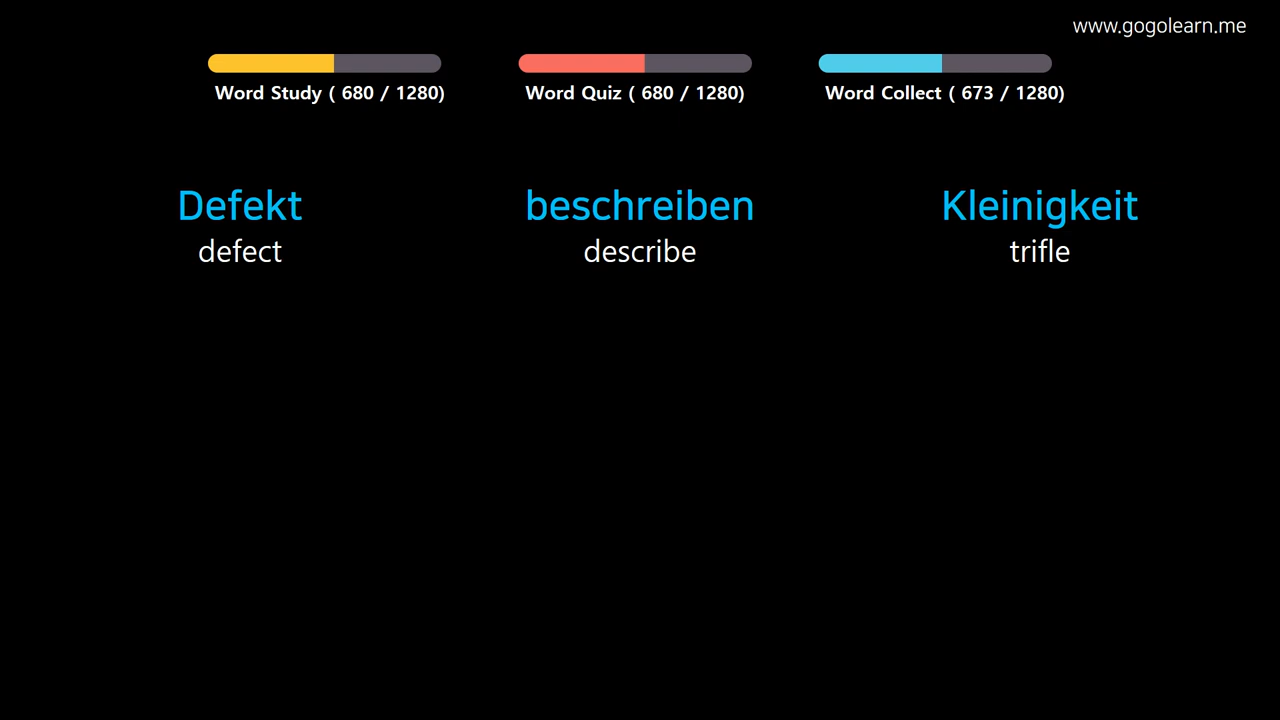 www.gogolearn.me
Word Study ( 680 / 1280)
Word Quiz ( 680 / 1280)
Word Collect ( 673 / 1280)
Defekt
defect
beschreiben
describe
Kleinigkeit
trifle